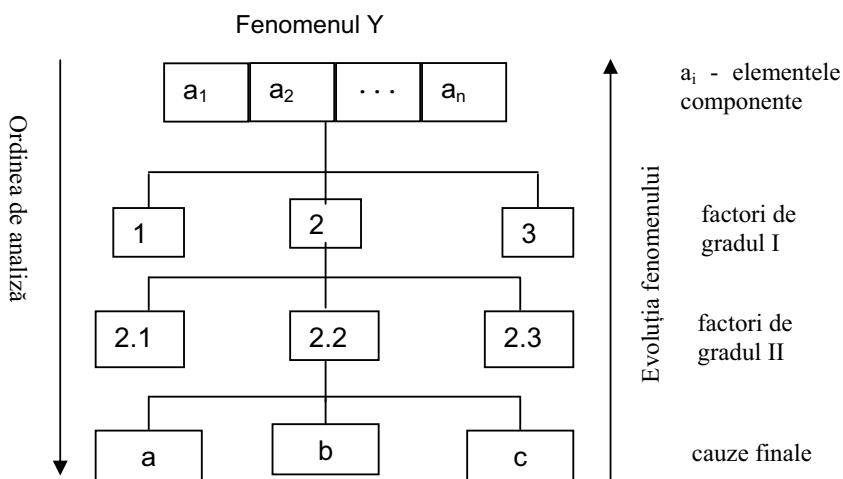 Fenomenul Y
a₁ a₂ ... aₙ
aᵢ - elementele
componente
Ordinea de analiză
Evoluția fenomenului
1 2 3
factori de
gradul I
2.1 2.2 2.3
factori de
gradul II
a b c
cauze finale